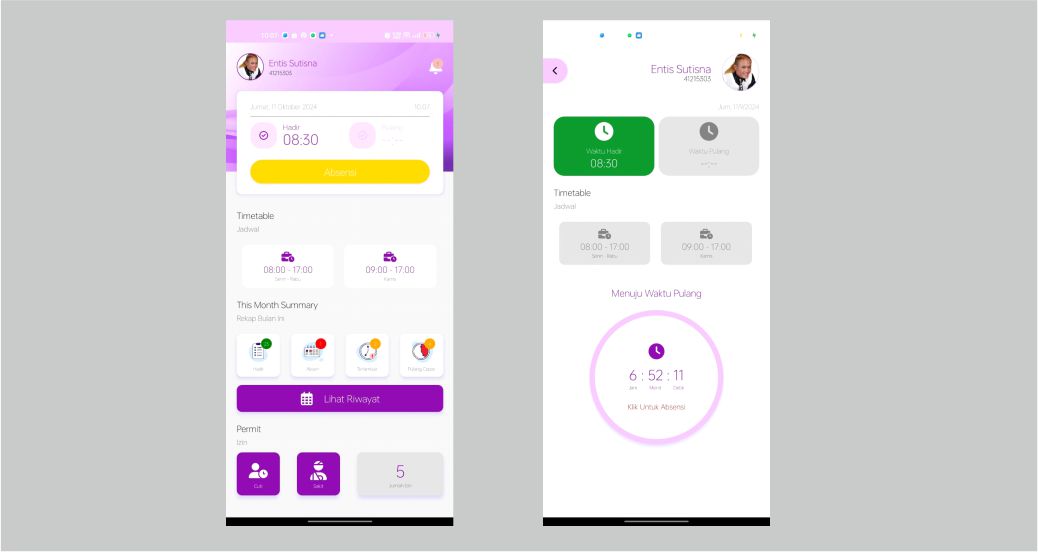 10.07
Entis Sutisna
41215303
Jumat, 11 Oktober 2024
10.07.
Hadir
08:30
Pulang
--:--
Absensi
Timetable
Jadwal
08:00 - 17:00
Senin - Rabu
09:00 - 17:00
Kamis
This Month Summary
Rekap Bulan Ini
Hadir
Absen
Terlambat
Pulang Cepat
Lihat Riwayat
Permit
Izin
Cuti
Sakit
5
Jumlah Izin
Entis Sutisna
41215303
Jum, 11/9/2024
Waktu Hadir
08:30
Waktu Pulang
--:--
Timetable
Jadwal
08:00 - 17:00
Senin - Rabu
09:00 - 17:00
Kamis
Menuju Waktu Pulang
6 : 52 : 11
Jam Menit Detik
Klik Untuk Absensi